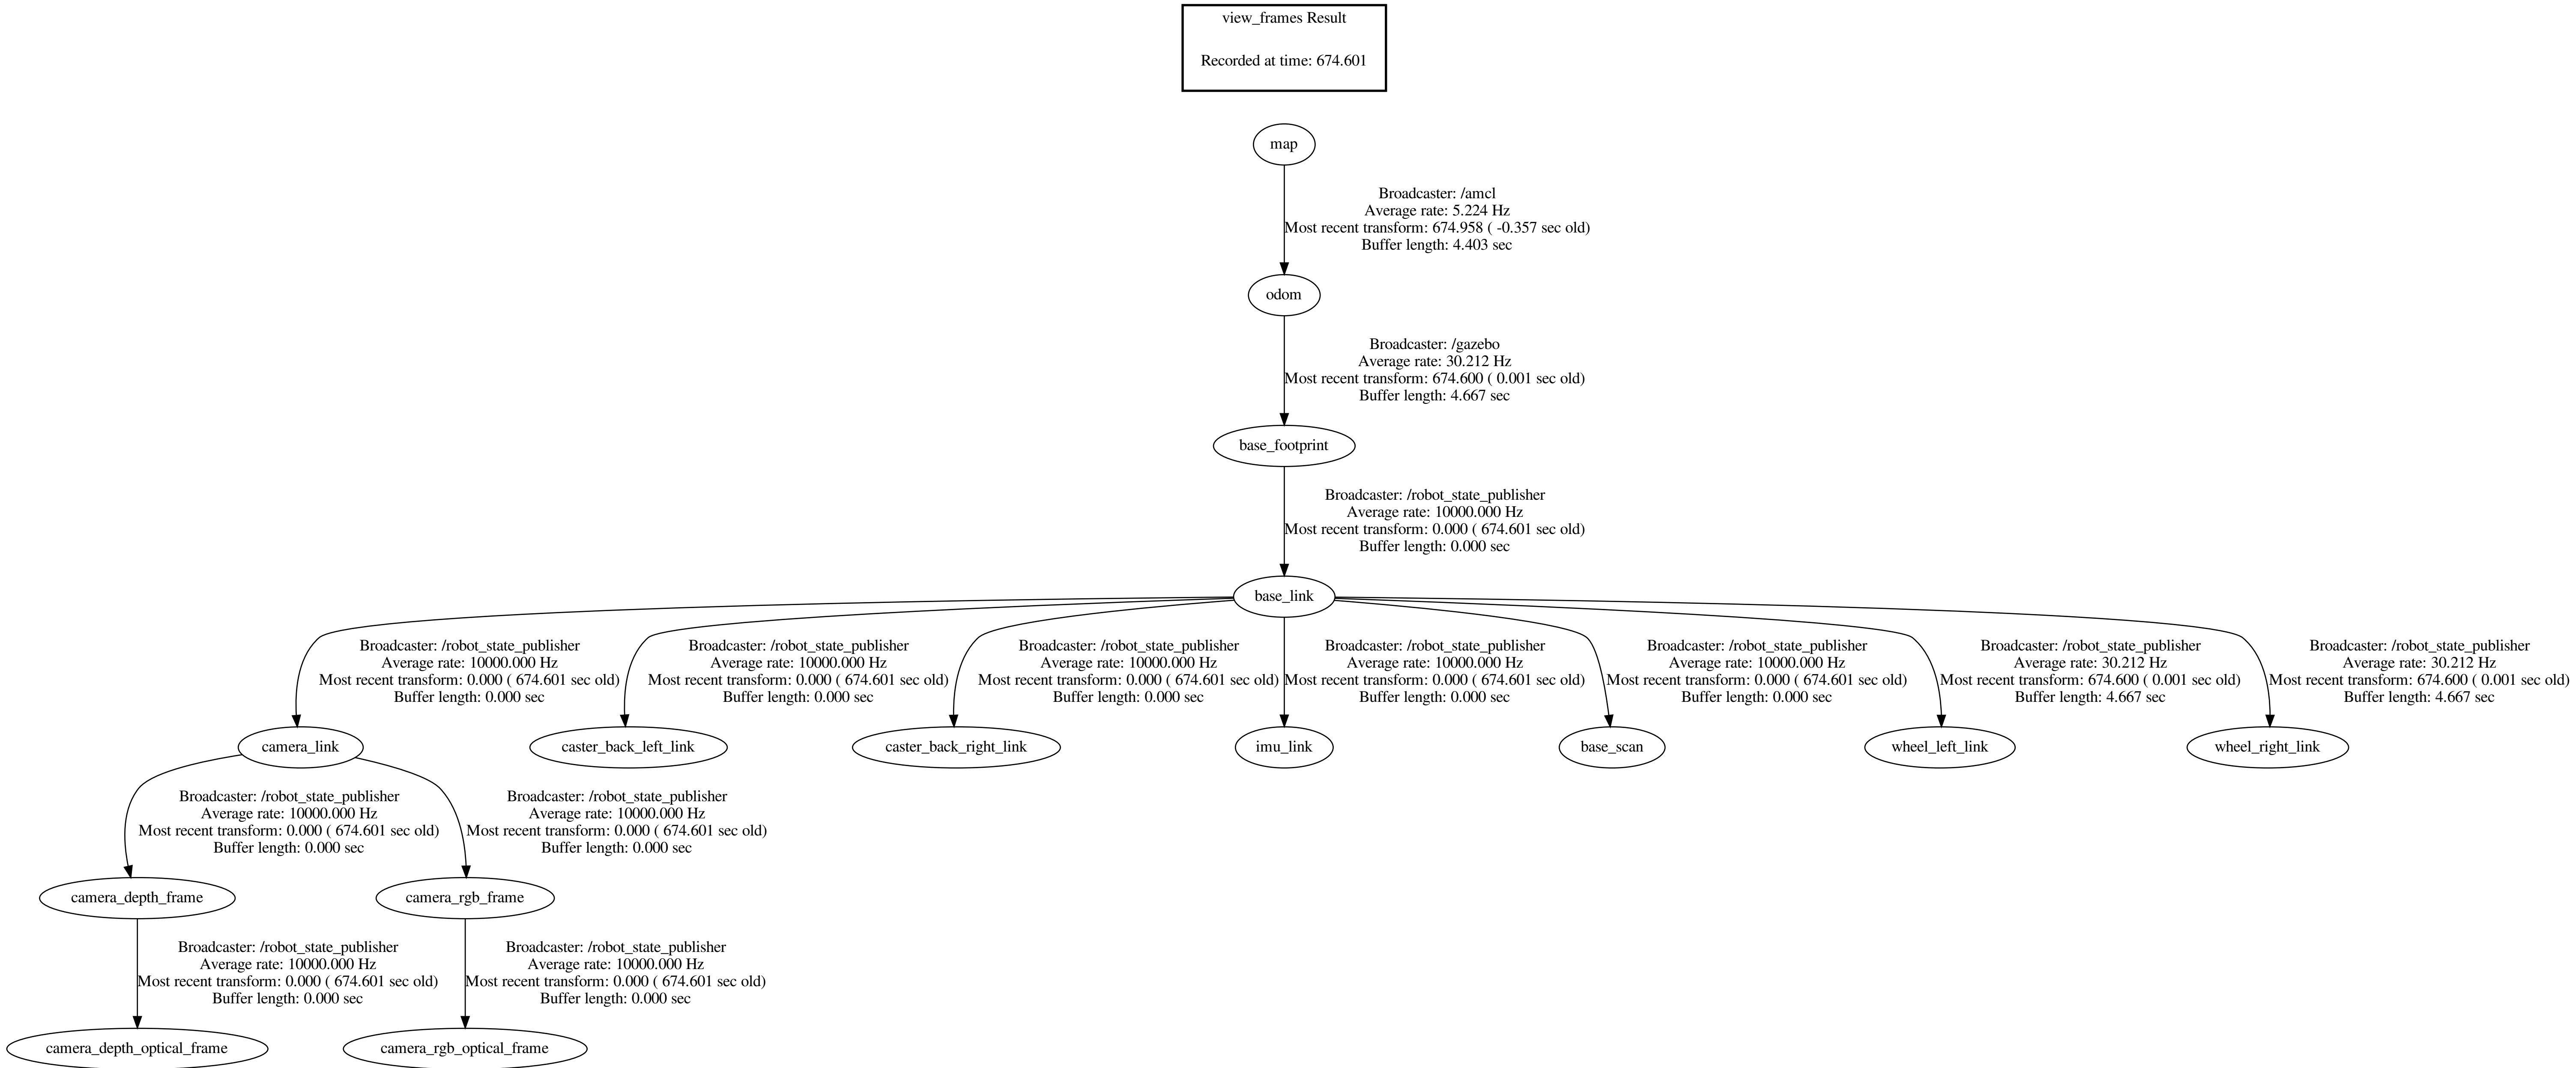 view_frames Result
Recorded at time: 674.601
map
Broadcaster: /amcl
Average rate: 5.224 Hz
Most recent transform: 674.958 ( -0.357 sec old)
Buffer length: 4.403 sec
odom
Broadcaster: /gazebo
Average rate: 30.212 Hz
Most recent transform: 674.600 ( 0.001 sec old)
Buffer length: 4.667 sec
base_footprint
Broadcaster: /robot_state_publisher
Average rate: 10000.000 Hz
Most recent transform: 0.000 ( 674.601 sec old)
Buffer length: 0.000 sec
base_link
Broadcaster: /robot_state_publisher
Average rate: 10000.000 Hz
Most recent transform: 0.000 ( 674.601 sec old)
Buffer length: 0.000 sec
Broadcaster: /robot_state_publisher
Average rate: 10000.000 Hz
Most recent transform: 0.000 ( 674.601 sec old)
Buffer length: 0.000 sec
Broadcaster: /robot_state_publisher
Average rate: 10000.000 Hz
Most recent transform: 0.000 ( 674.601 sec old)
Buffer length: 0.000 sec
Broadcaster: /robot_state_publisher
Average rate: 10000.000 Hz
Most recent transform: 0.000 ( 674.601 sec old)
Buffer length: 0.000 sec
Broadcaster: /robot_state_publisher
Average rate: 10000.000 Hz
Most recent transform: 0.000 ( 674.601 sec old)
Buffer length: 0.000 sec
Broadcaster: /robot_state_publisher
Average rate: 30.212 Hz
Most recent transform: 674.600 ( 0.001 sec old)
Buffer length: 4.667 sec
Broadcaster: /robot_state_publisher
Average rate: 30.212 Hz
Most recent transform: 674.600 ( 0.001 sec old)
Buffer length: 4.667 sec
camera_link
caster_back_left_link
caster_back_right_link
imu_link
base_scan
wheel_left_link
wheel_right_link
Broadcaster: /robot_state_publisher
Average rate: 10000.000 Hz
Most recent transform: 0.000 ( 674.601 sec old)
Buffer length: 0.000 sec
Broadcaster: /robot_state_publisher
Average rate: 10000.000 Hz
Most recent transform: 0.000 ( 674.601 sec old)
Buffer length: 0.000 sec
camera_depth_frame
camera_rgb_frame
Broadcaster: /robot_state_publisher
Average rate: 10000.000 Hz
Most recent transform: 0.000 ( 674.601 sec old)
Buffer length: 0.000 sec
Broadcaster: /robot_state_publisher
Average rate: 10000.000 Hz
Most recent transform: 0.000 ( 674.601 sec old)
Buffer length: 0.000 sec
camera_depth_optical_frame
camera_rgb_optical_frame